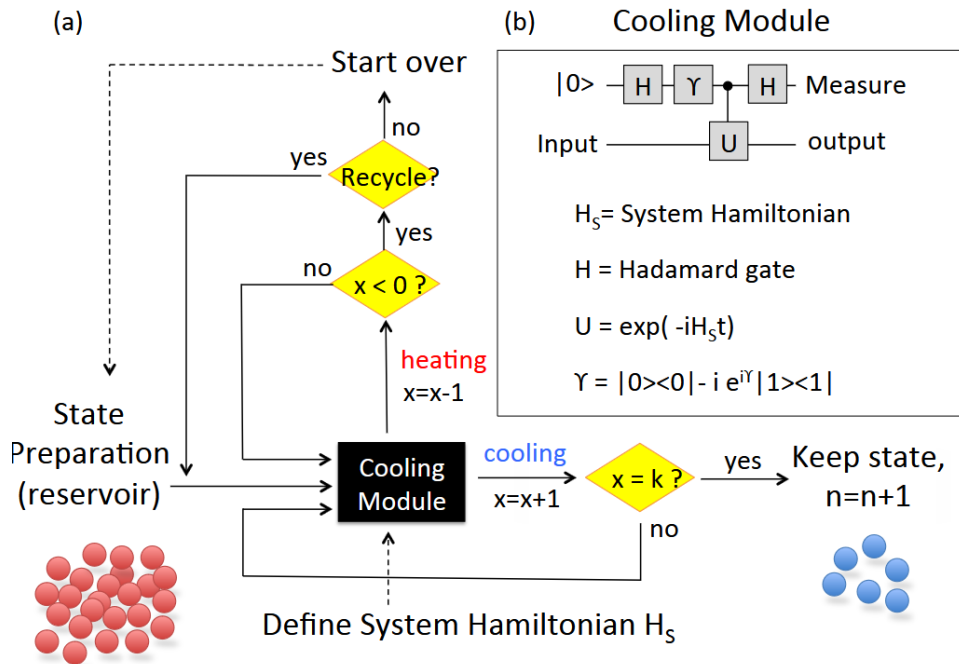 (a)
Start over
no
yes
Recycle?
yes
no
x < 0 ?
heating
x=x-1
State
Preparation
(reservoir)
Cooling
Module
cooling
x=x+1
x = k ?
yes
no
Keep state,
n=n+1
Define System Hamiltonian H_S
(b) Cooling Module
|0> H ϒ H Measure
Input U output
H_S= System Hamiltonian
H = Hadamard gate
U = exp( -iH_St)
ϒ = |0><0|- i e^{iϒ}|1><1|